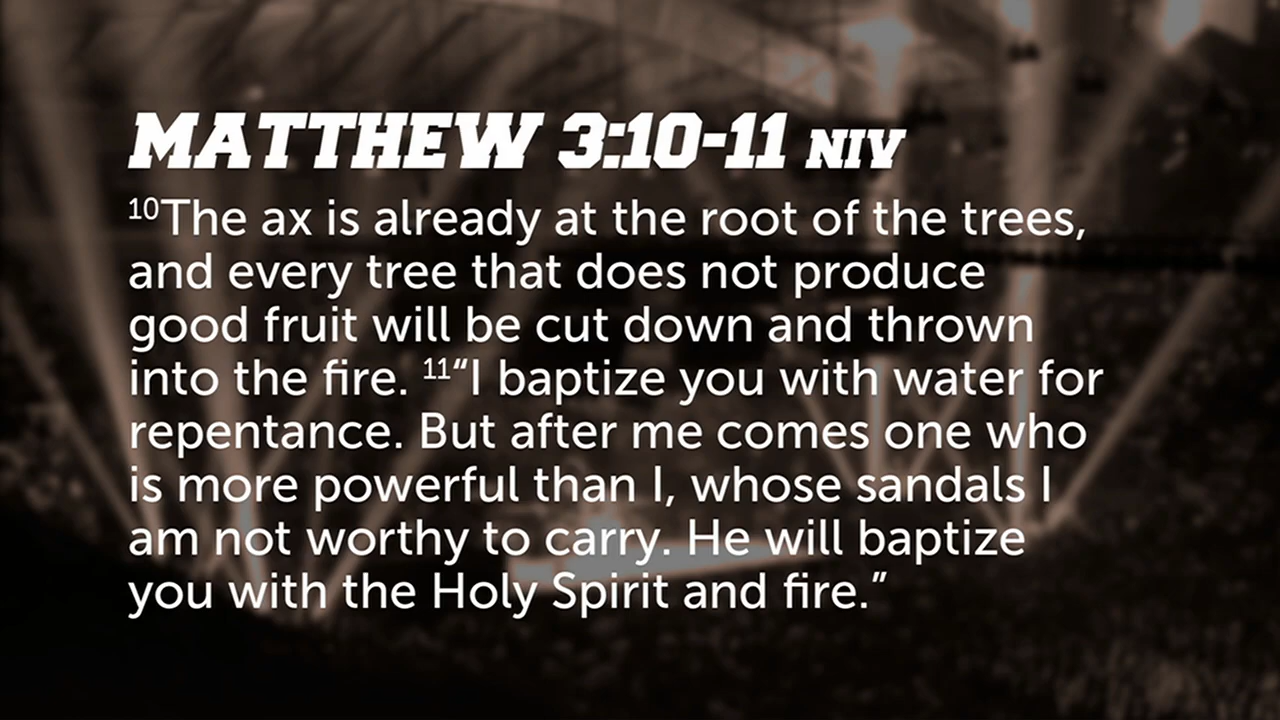 MATTHEW 3:10-11 NIV
10The ax is already at the root of the trees,
and every tree that does not produce
good fruit will be cut down and thrown
into the fire. 11“I baptize you with water for
repentance. But after me comes one who
is more powerful than I, whose sandals I
am not worthy to carry. He will baptize
you with the Holy Spirit and fire.”